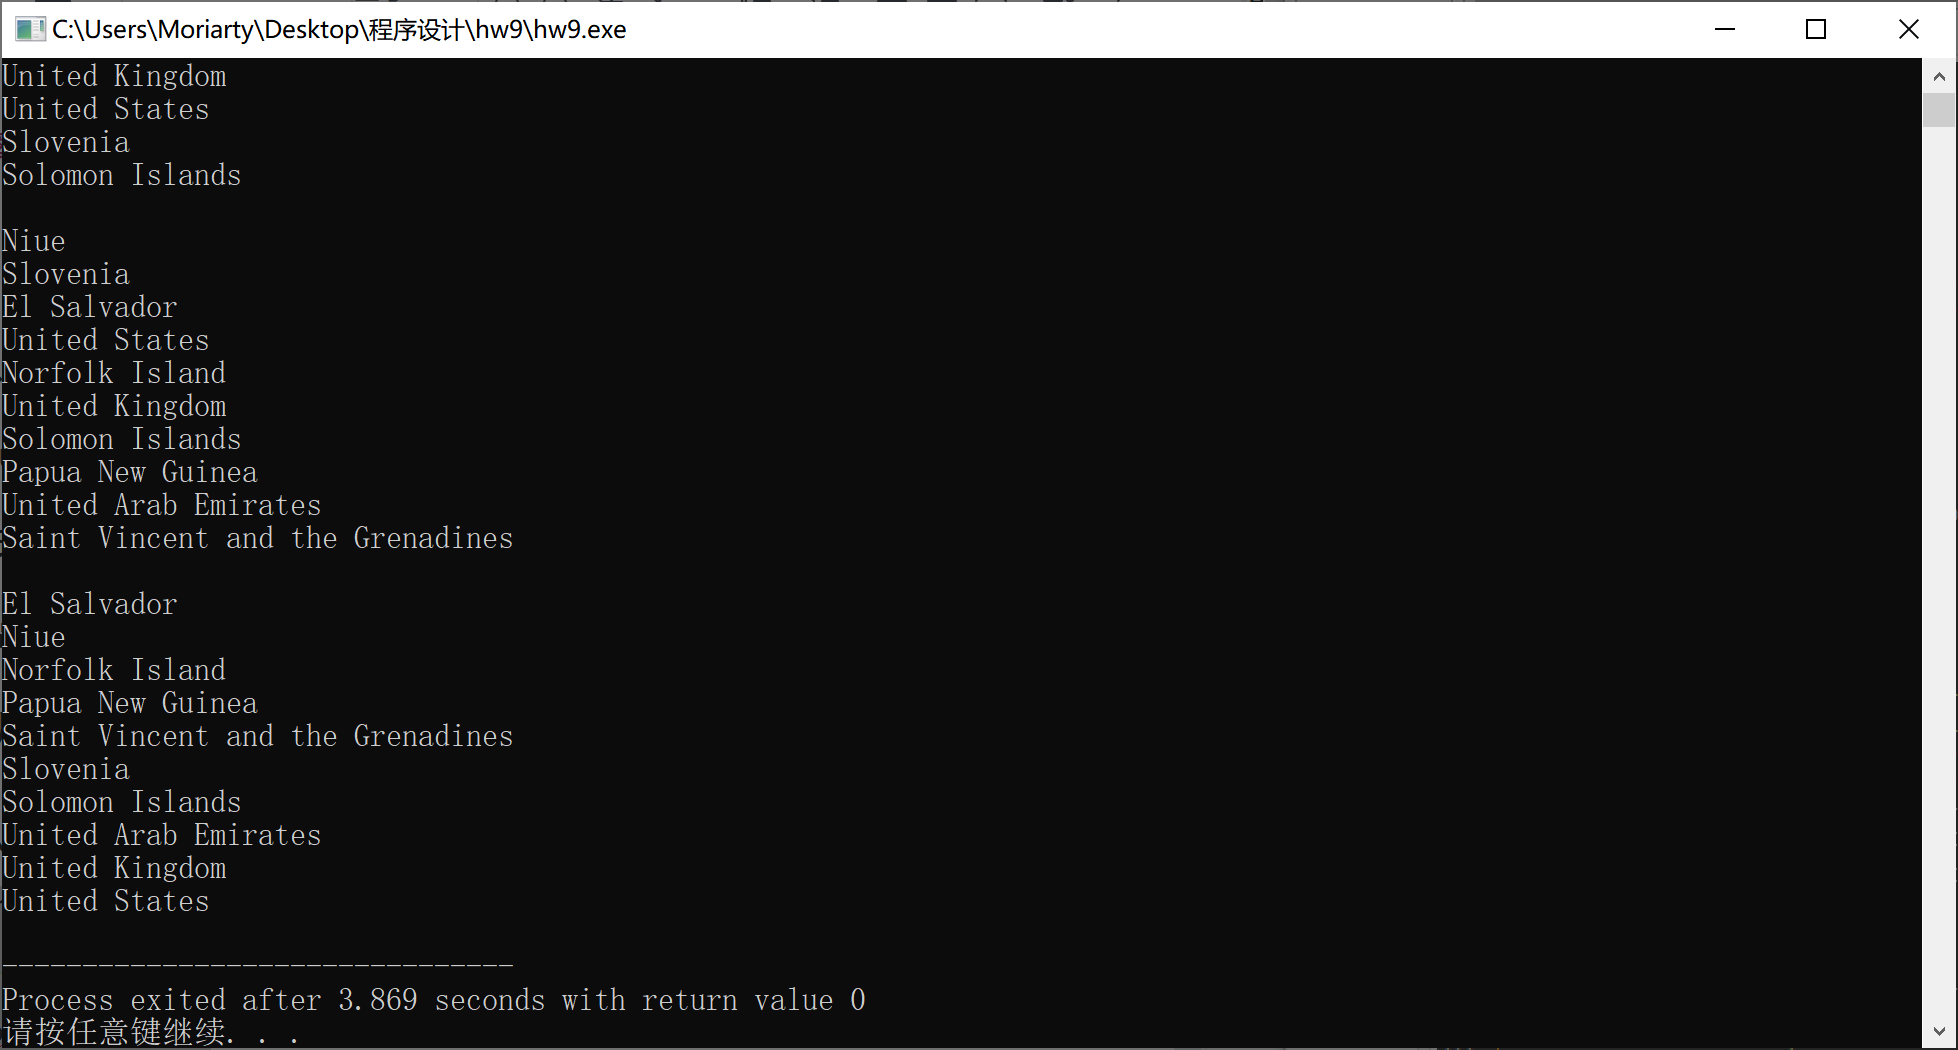 C:\Users\Moriarty\Desktop\程序设计\hw9\hw9.exe
United Kingdom
United States
Slovenia
Solomon Islands
Niue
Slovenia
El Salvador
United States
Norfolk Island
United Kingdom
Solomon Islands
Papua New Guinea
United Arab Emirates
Saint Vincent and the Grenadines
El Salvador
Niue
Norfolk Island
Papua New Guinea
Saint Vincent and the Grenadines
Slovenia
Solomon Islands
United Arab Emirates
United Kingdom
United States
--------------------------------
Process exited after 3.869 seconds with return value 0
请按任意键继续. . .